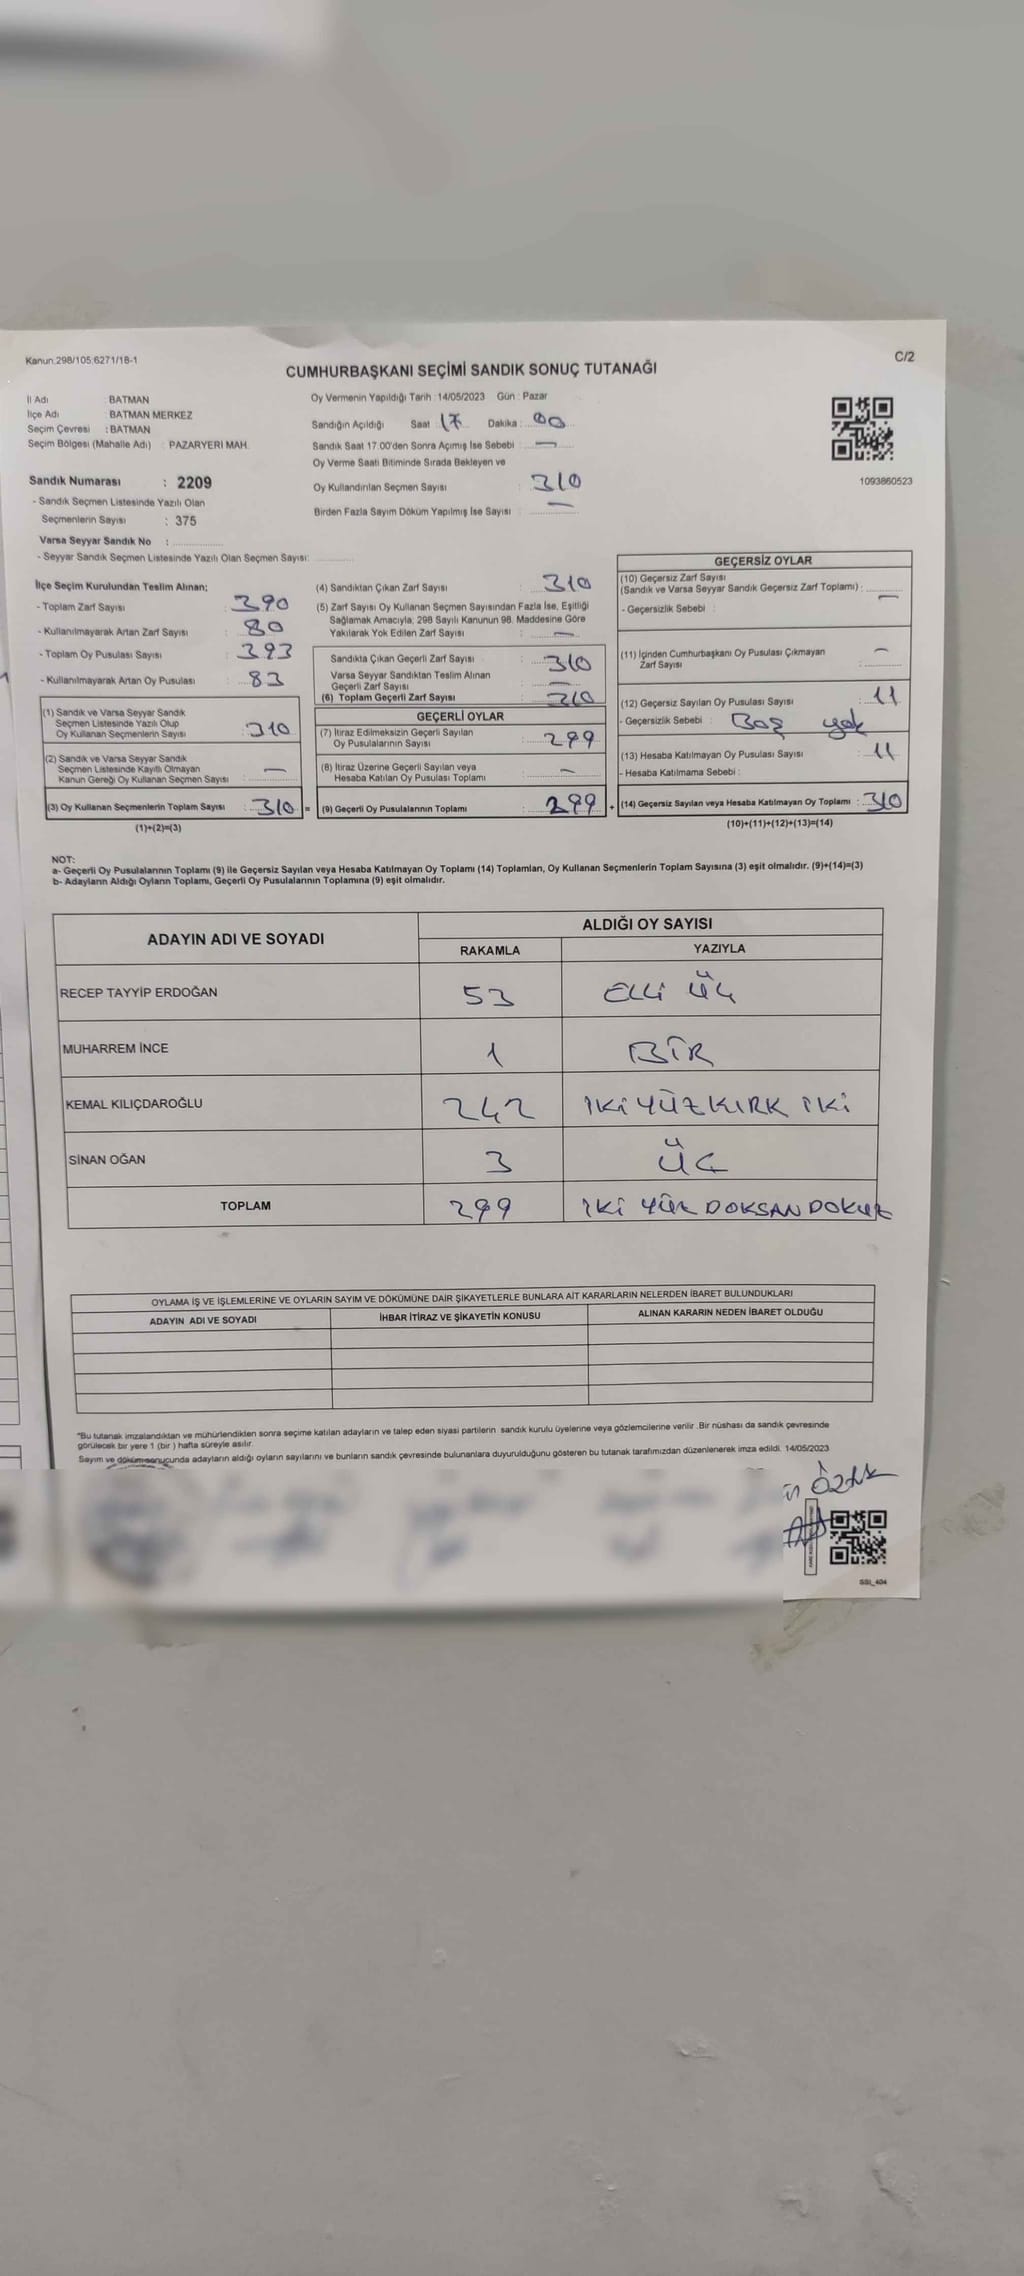 Kanun.298/105,6271/18-1
C/2
CUMHURBAŞKANI SEÇİMİ SANDIK SONUÇ TUTANAĞI
İl Adı : BATMAN
İlçe Adı : BATMAN MERKEZ
Seçim Çevresi : BATMAN
Seçim Bölgesi (Mahalle Adı) : PAZARYERİ MAH.
Sandık Numarası : 2209
- Sandık Seçmen Listesinde Yazılı Olan
Seçmenlerin Sayısı : 375
Varsa Seyyar Sandık No :
- Seyyar Sandık Seçmen Listesinde Yazılı Olan Seçmen Sayısı:
Oy Vermenin Yapıldığı Tarih : 14/05/2023 Gün : Pazar
Sandığın Açıldığı Saat : 17 Dakika : 00
Sandık Saat 17.00'den Sonra Açılmış İse Sebebi : —
Oy Verme Saati Bitiminde Sırada Bekleyen ve
Oy Kullandırılan Seçmen Sayısı : 310
Birden Fazla Sayım Döküm Yapılmış İse Sayısı : —
1093860523
İlçe Seçim Kurulundan Teslim Alınan;
- Toplam Zarf Sayısı : 390
- Kullanılmayarak Artan Zarf Sayısı : 80
- Toplam Oy Pusulası Sayısı : 393
- Kullanılmayarak Artan Oy Pusulası : 83
(1) Sandık ve Varsa Seyyar Sandık
Seçmen Listesinde Yazılı Olup
Oy Kullanan Seçmenlerin Sayısı : 310
(2) Sandık ve Varsa Seyyar Sandık
Seçmen Listesinde Kayıtlı Olmayan
Kanun Gereği Oy Kullanan Seçmen Sayısı : —
(3) Oy Kullanan Seçmenlerin Toplam Sayısı : 310 =
(1)+(2)=(3)
(4) Sandıktan Çıkan Zarf Sayısı : 310
(5) Zarf Sayısı Oy Kullanan Seçmen Sayısından Fazla İse, Eşitliği
Sağlamak Amacıyla; 298 Sayılı Kanunun 98. Maddesine Göre
Yakılarak Yok Edilen Zarf Sayısı : —
Sandıkta Çıkan Geçerli Zarf Sayısı : 310
Varsa Seyyar Sandıktan Teslim Alınan
Geçerli Zarf Sayısı : —
(6) Toplam Geçerli Zarf Sayısı : 310
GEÇERLİ OYLAR
(7) İtiraz Edilmeksizin Geçerli Sayılan
Oy Pusulalarının Sayısı : 299
(8) İtiraz Üzerine Geçerli Sayılan veya
Hesaba Katılan Oy Pusulası Toplamı : —
(9) Geçerli Oy Pusulalarının Toplamı : 299 +
GEÇERSİZ OYLAR
(10) Geçersiz Zarf Sayısı
(Sandık ve Varsa Seyyar Sandık Geçersiz Zarf Toplamı) : —
- Geçersizlik Sebebi :
(11) İçinden Cumhurbaşkanı Oy Pusulası Çıkmayan
Zarf Sayısı : —
(12) Geçersiz Sayılan Oy Pusulası Sayısı : 11
- Geçersizlik Sebebi : Boş yok
(13) Hesaba Katılmayan Oy Pusulası Sayısı : 11
- Hesaba Katılmama Sebebi :
(14) Geçersiz Sayılan veya Hesaba Katılmayan Oy Toplamı : 310
(10)+(11)+(12)+(13)=(14)
NOT:
a- Geçerli Oy Pusulalarının Toplamı (9) ile Geçersiz Sayılan veya Hesaba Katılmayan Oy Toplamı (14) Toplamları, Oy Kullanan Seçmenlerin Toplam Sayısına (3) eşit olmalıdır. (9)+(14)=(3)
b- Adayların Aldığı Oyların Toplamı, Geçerli Oy Pusulalarının Toplamına (9) eşit olmalıdır.
ADAYIN ADI VE SOYADI ALDIĞI OY SAYISI
RAKAMLA YAZIYLA
RECEP TAYYİP ERDOĞAN 53 ELLİ ÜÇ
MUHARREM İNCE 1 BİR
KEMAL KILIÇDAROĞLU 242 İKİ YÜZ KIRK İKİ
SİNAN OĞAN 3 ÜÇ
TOPLAM 299 İKİ YÜZ DOKSAN DOKUZ
OYLAMA İŞ VE İŞLEMLERİNE VE OYLARIN SAYIM VE DÖKÜMÜNE DAİR ŞİKAYETLERLE BUNLARA AİT KARARLARIN NELERDEN İBARET BULUNDUKLARI
ADAYIN ADI VE SOYADI İHBAR İTİRAZ VE ŞİKAYETİN KONUSU ALINAN KARARIN NEDEN İBARET OLDUĞU
"Bu tutanak imzalandıktan ve mühürlendikten sonra seçime katılan adayların ve talep eden siyasi partilerin sandık kurulu üyelerine veya gözlemcilerine verilir. Bir nüshası da sandık çevresinde
görülecek bir yere 1 (bir ) hafta süreyle asılır.
Sayım ve döküm sonucunda adayların aldığı oyların sayılarını ve bunların sandık çevresinde bulunanlara duyurulduğunu gösteren bu tutanak tarafımızdan düzenlenerek imza edildi. 14/05/2023
SSI_404